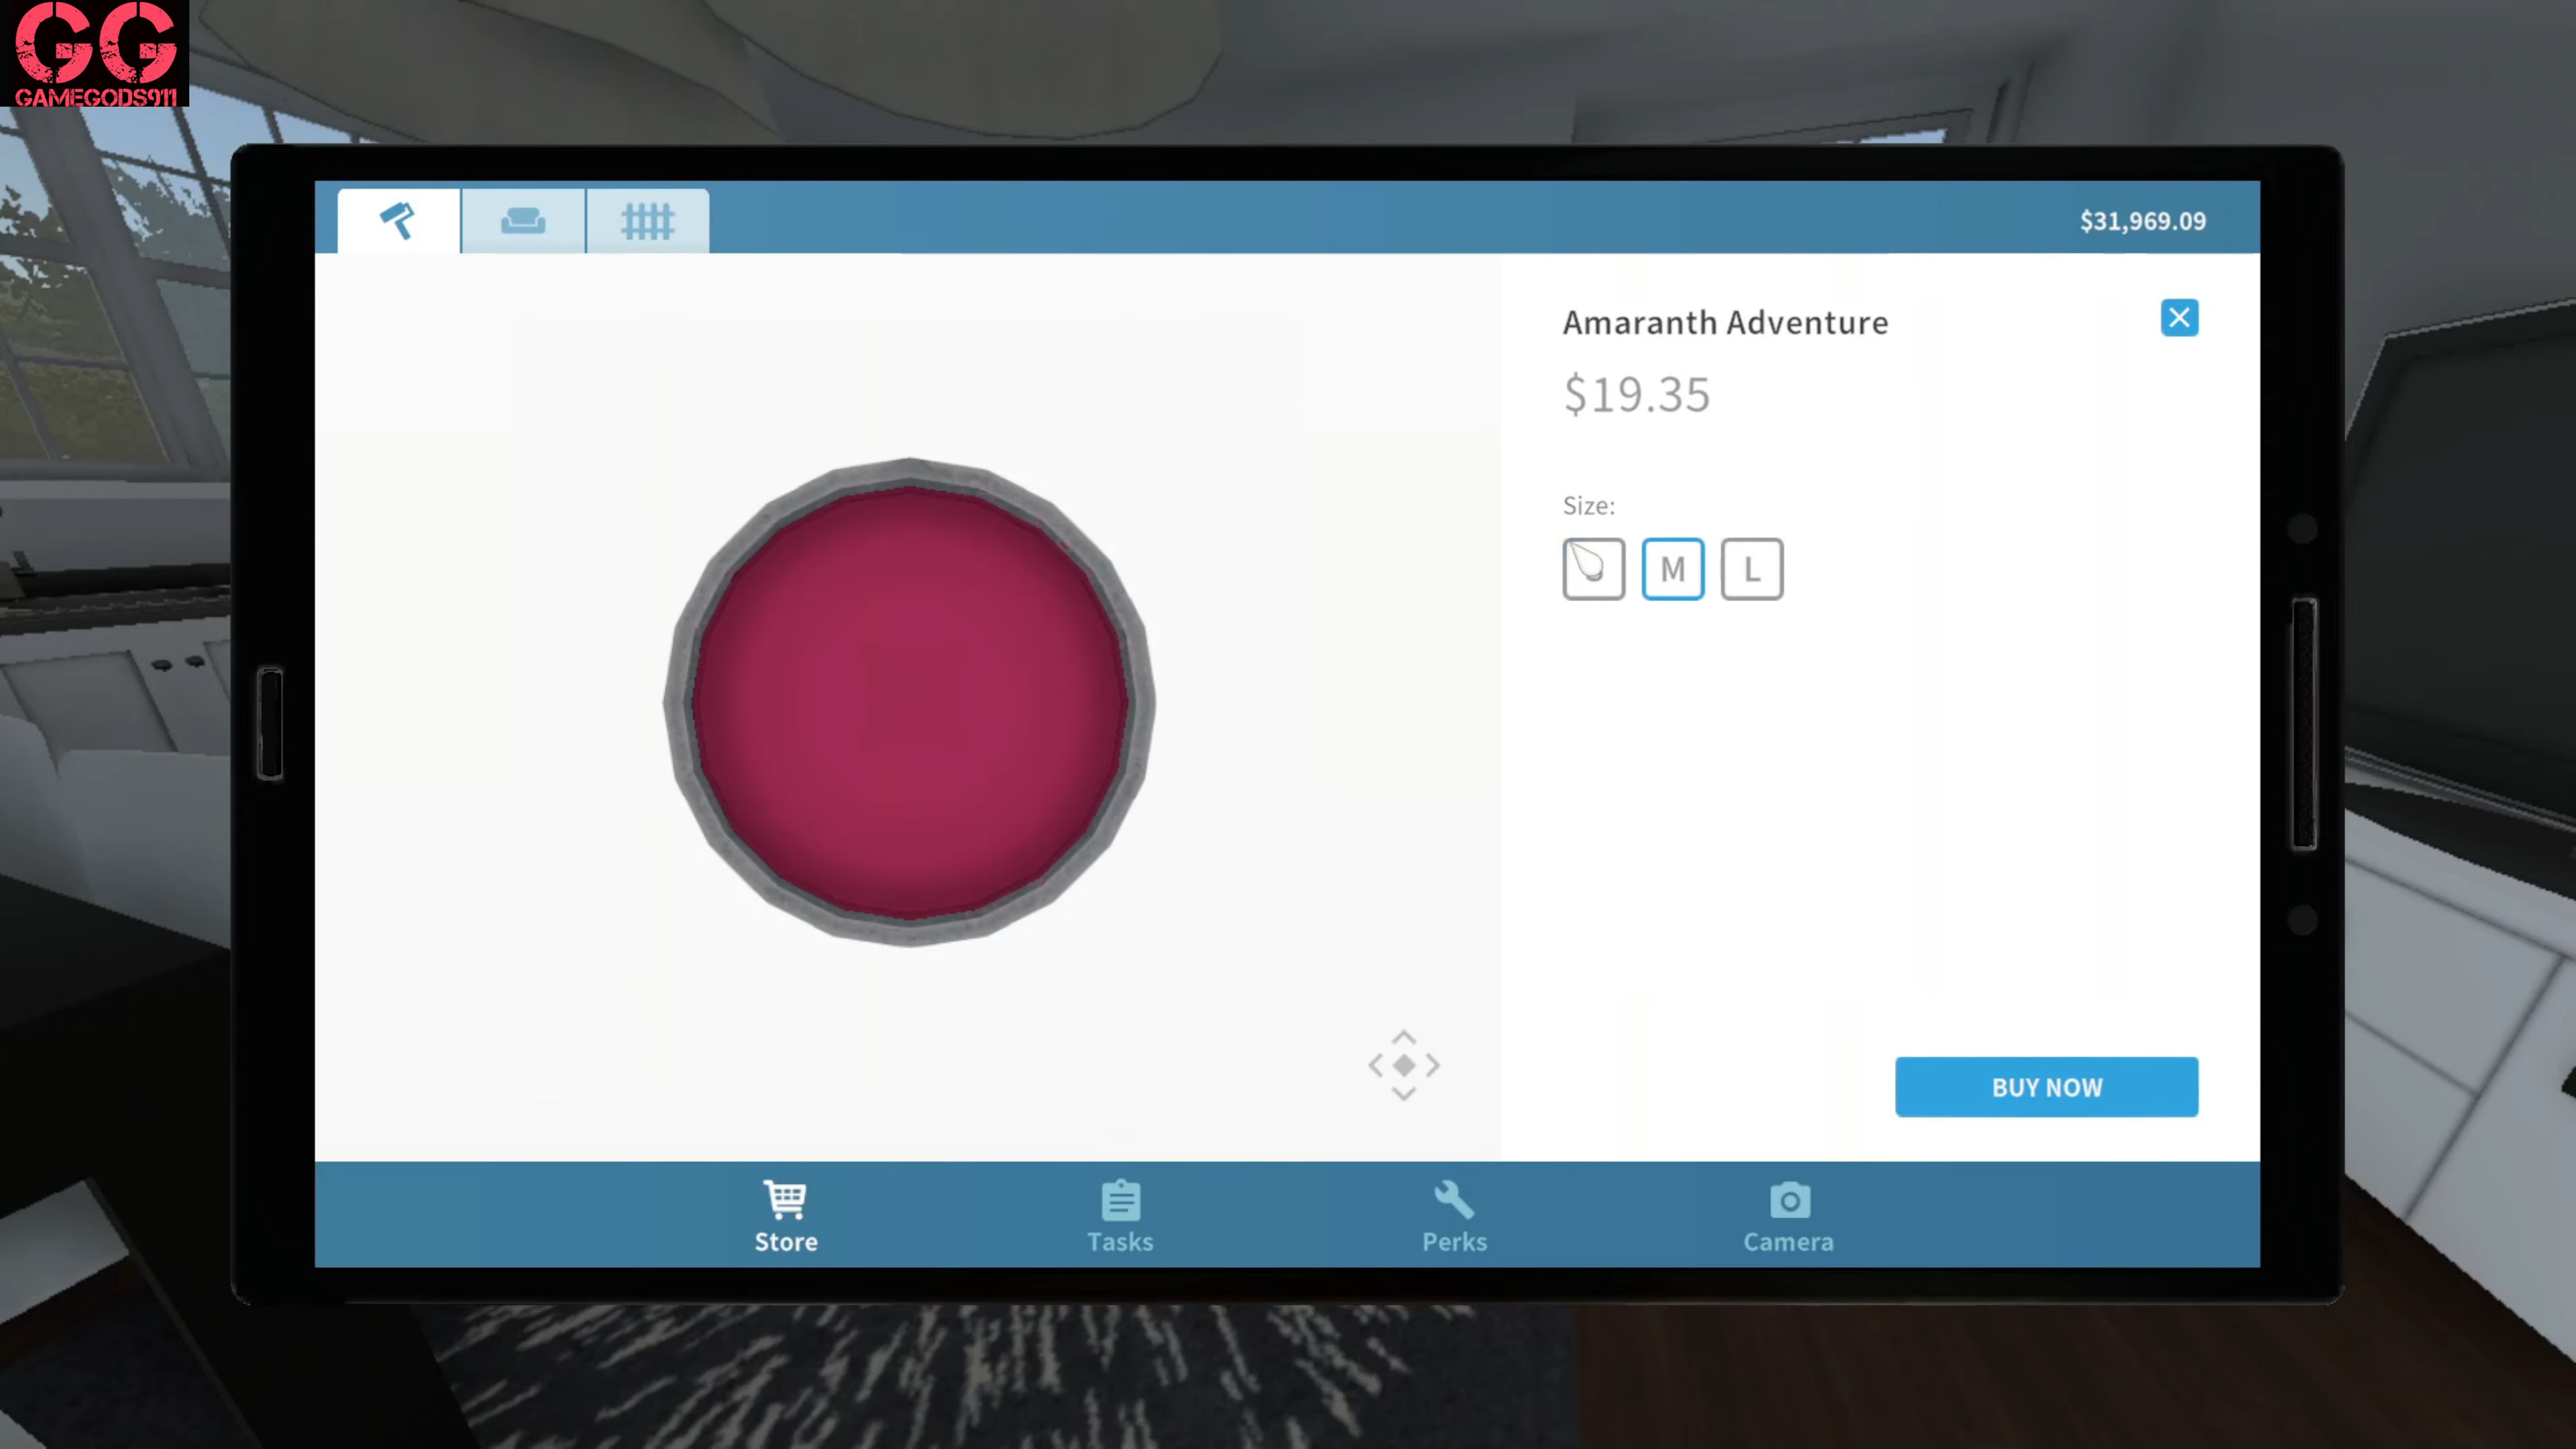 GG
GAMEGODS911
$31,969.09
Amaranth Adventure
$19.35
Size:
M L
BUY NOW
Store Tasks Perks Camera